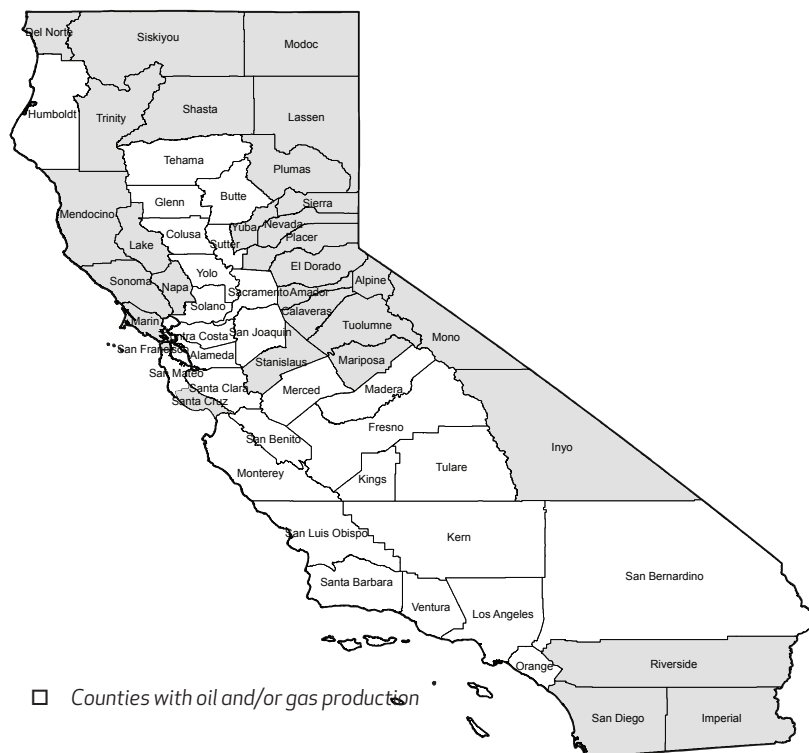 Del Norte
Siskiyou
Modoc
Humboldt
Trinity
Shasta
Lassen
Tehama
Plumas
Glenn
Butte
Mendocino
Sierra
Colusa
Sutter
Yuba
Nevada
Placer
Lake
El Dorado
Yolo
Sonoma
Napa
Sacramento
Amador
Alpine
Solano
Calaveras
Marin
Tuolumne
Mono
ntra Costa
San Joaquin
San Francisco
Alameda
Stanislaus
Mariposa
San Mateo
Santa Clara
Merced
Madera
Santa Cruz
Fresno
San Benito
Inyo
Monterey
Kings
Tulare
San Luis Obispo
Kern
San Bernardino
Santa Barbara
Ventura
Los Angeles
Orange
Riverside
San Diego
Imperial
Counties with oil and/or gas production